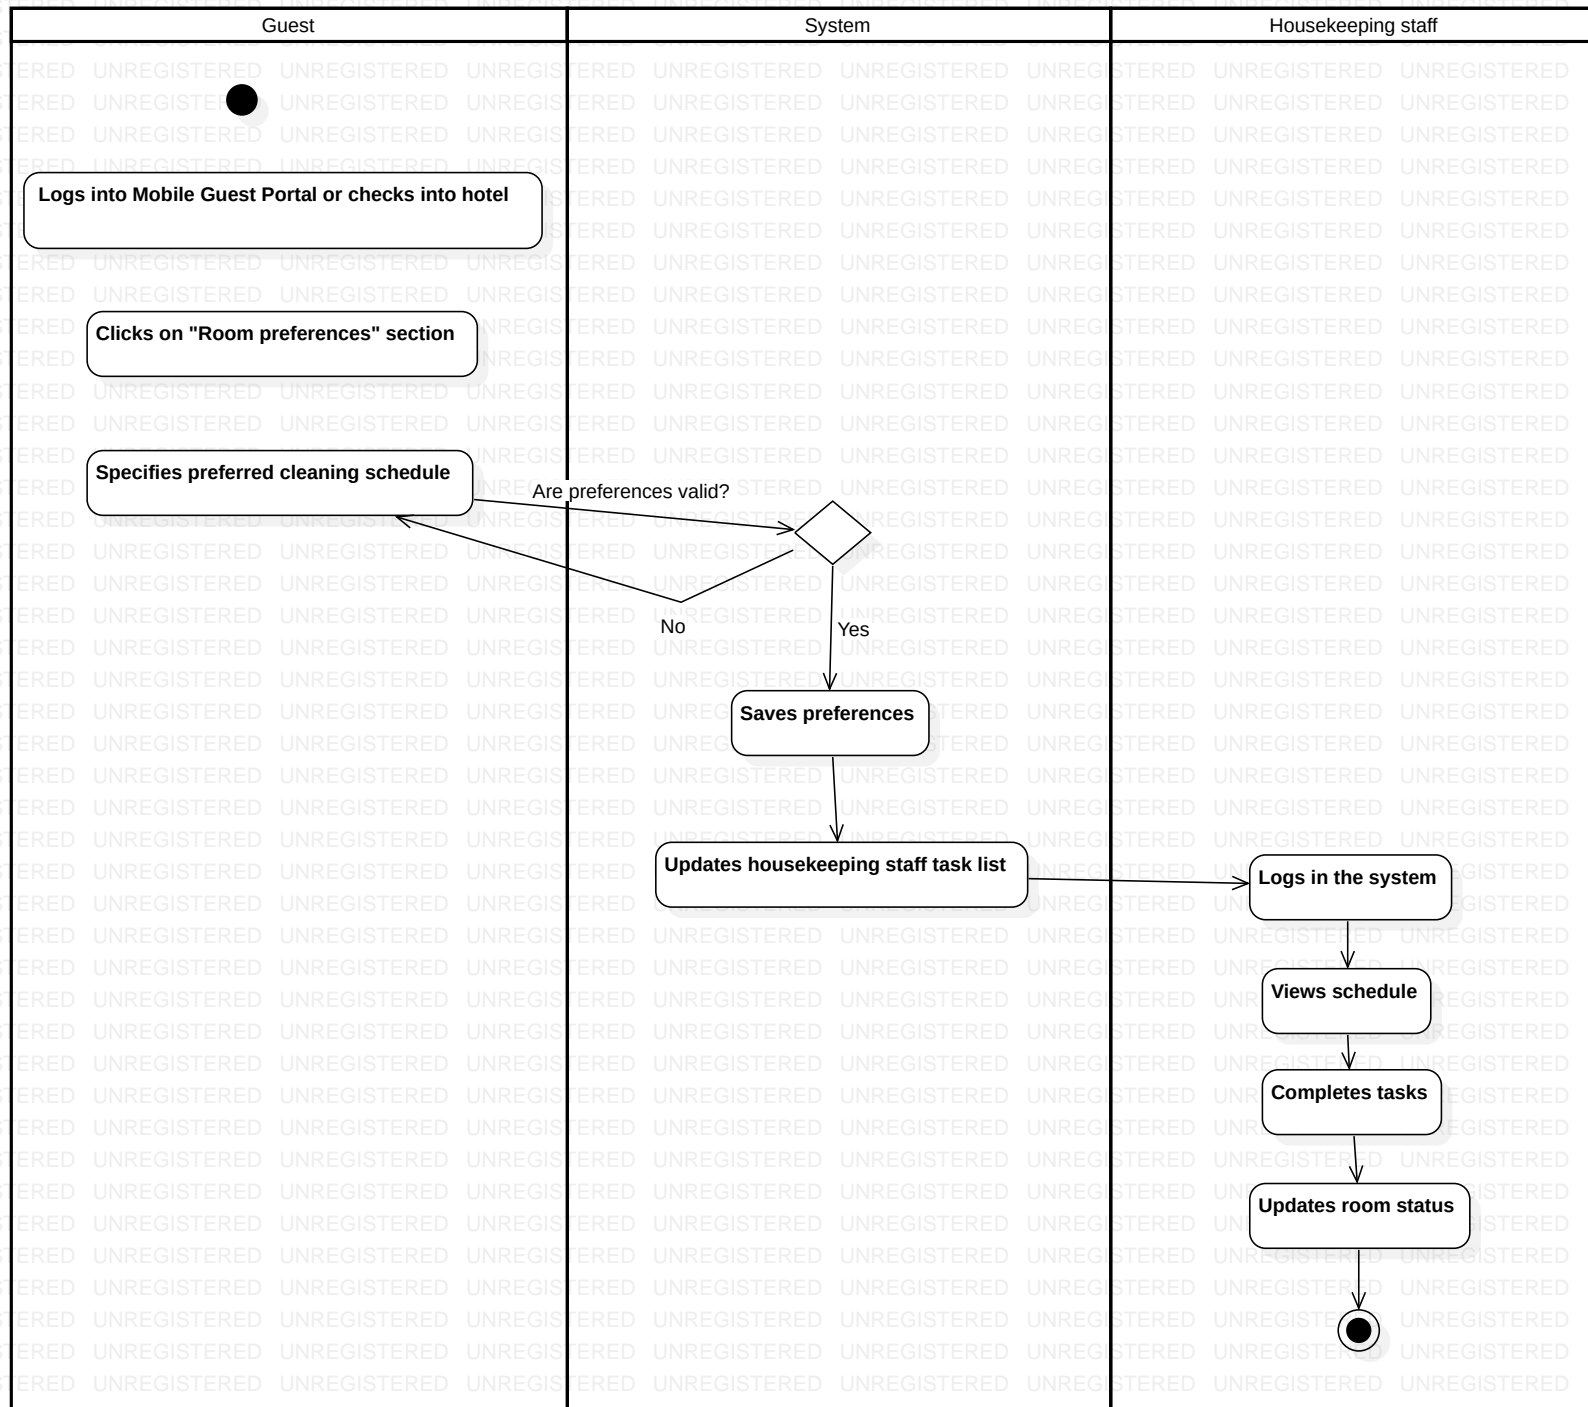 Guest
System
Housekeeping staff
Logs into Mobile Guest Portal or checks into hotel
Clicks on "Room preferences" section
Specifies preferred cleaning schedule
Are preferences valid?
No
Yes
Saves preferences
Updates housekeeping staff task list
Logs in the system
Views schedule
Completes tasks
Updates room status
UNREGISTERED